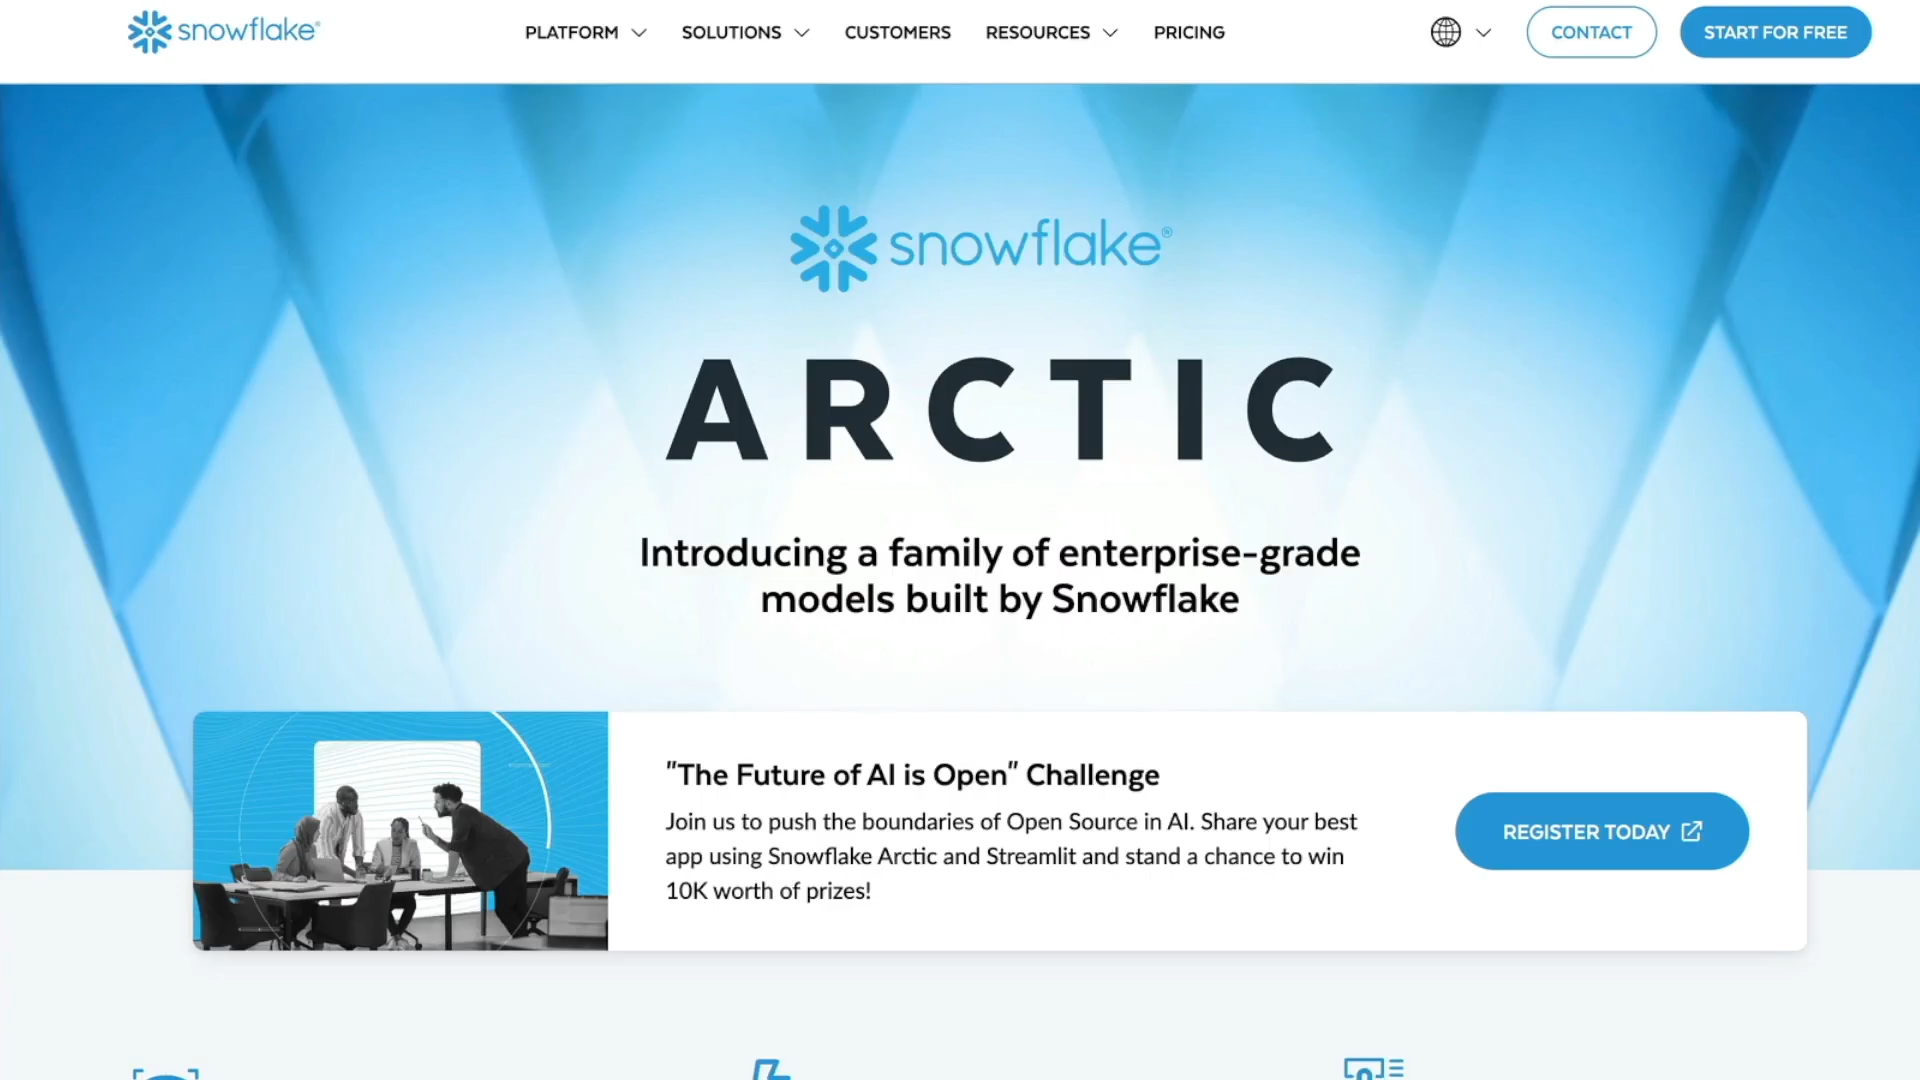 snowflake®
PLATFORM
SOLUTIONS
CUSTOMERS
RESOURCES
PRICING
CONTACT
START FOR FREE
snowflake®
ARCTIC
Introducing a family of enterprise-grade
models built by Snowflake
"The Future of AI is Open" Challenge
Join us to push the boundaries of Open Source in AI. Share your best
app using Snowflake Arctic and Streamlit and stand a chance to win
10K worth of prizes!
REGISTER TODAY